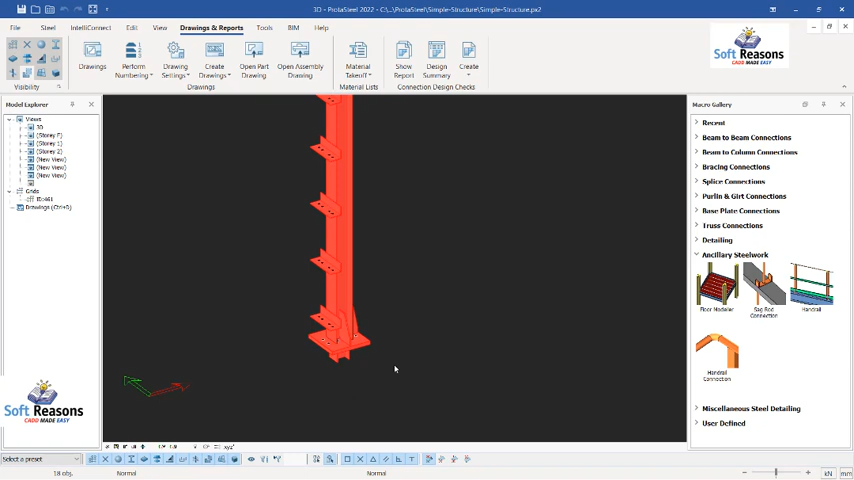 3D - ProtaSteel 2022 - C:\...\ProtaSteel\Simple-Structure\Simple-Structure.px2
File Steel IntelliConnect Edit View Drawings & Reports Tools BIM Help
Drawings
Perform Numbering
Drawing Settings
Create Drawings
Open Part Drawing
Open Assembly Drawing
Material Takeoff
Show Report
Design Summary
Create
Visibility
Drawings
Material Lists
Connection Design Checks
Soft Reasons
CADD MADE EASY
Model Explorer
Views
3D
(Storey F)
(Storey 1)
(Storey 2)
(New View)
(New View)
(New View)
Grids
Drawings (Ctrl+D)
Macro Gallery
Recent
Beam to Beam Connections
Beam to Column Connections
Bracing Connections
Splice Connections
Purlin & Girt Connections
Base Plate Connections
Truss Connections
Detailing
Ancillary Steelwork
Floor Modeler
Sag Rod Connection
Handrail
Handrail Connection
Miscellaneous Steel Detailing
User Defined
Soft Reasons
CADD MADE EASY
xyz
Select a preset
18 obj.
Normal
Normal
kN
mm